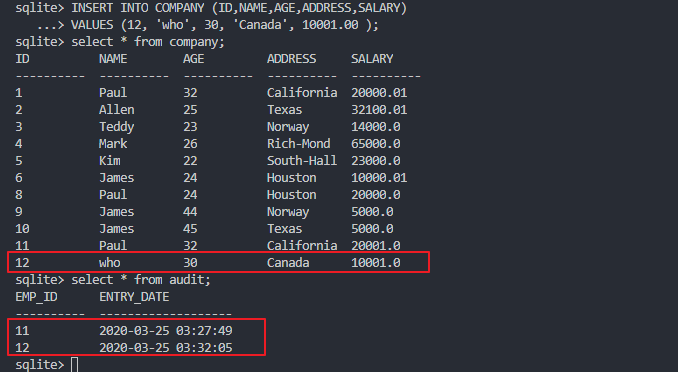 sqlite> INSERT INTO COMPANY (ID,NAME,AGE,ADDRESS,SALARY)
   ...> VALUES (12, 'who', 30, 'Canada', 10001.00 );
sqlite> select * from company;
ID          NAME        AGE         ADDRESS     SALARY
----------  ----------  ----------  ----------  ----------
1           Paul        32          California  20000.01
2           Allen       25          Texas       32100.01
3           Teddy       23          Norway      14000.0
4           Mark        26          Rich-Mond   65000.0
5           Kim         22          South-Hall  23000.0
6           James       24          Houston     10000.01
8           Paul        24          Houston     20000.0
9           James       44          Norway      5000.0
10          James       45          Texas       5000.0
11          Paul        32          California  20001.0
12          who         30          Canada      10001.0
sqlite> select * from audit;
EMP_ID      ENTRY_DATE
----------  -------------------
11          2020-03-25 03:27:49
12          2020-03-25 03:32:05
sqlite>